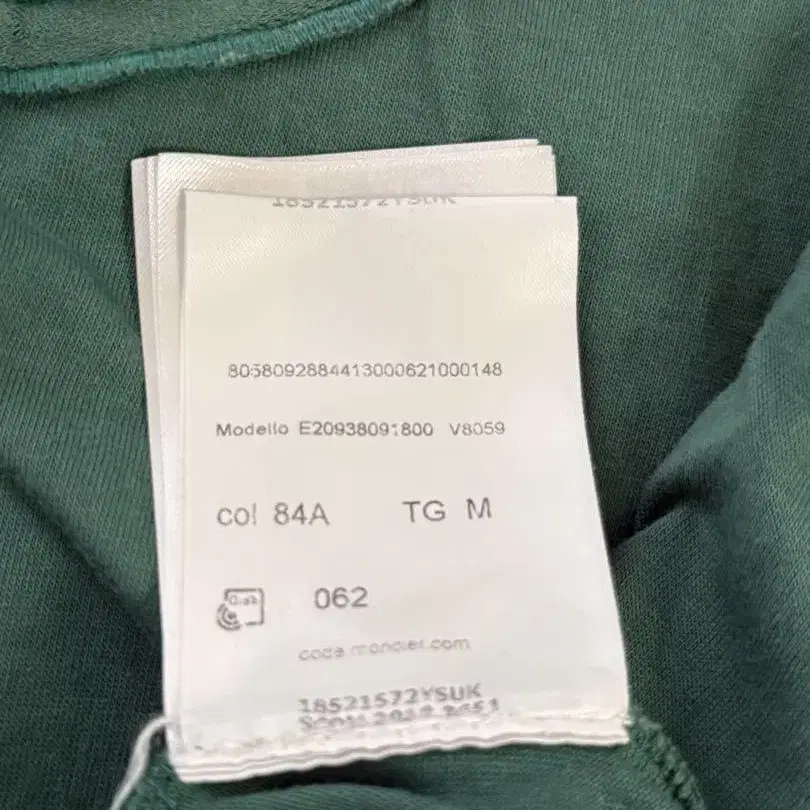 18521572YSUK
8058092884413000621000148
Modello E20938091800 V8059
col 84A TG M
062
code.moncler.com
18521572YSUK